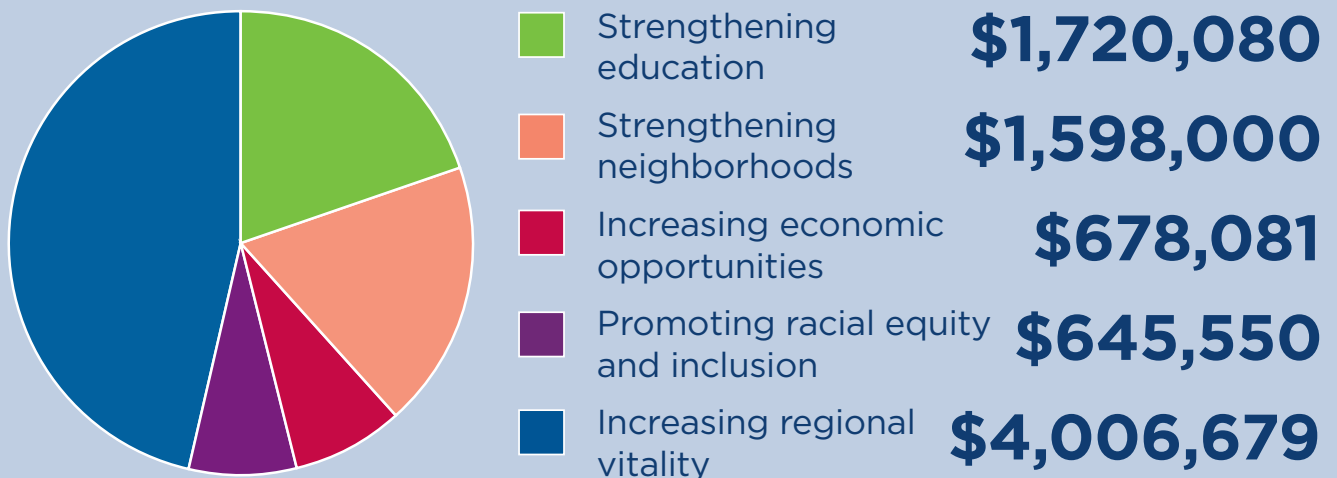 Strengthening
education
$1,720,080
Strengthening
neighborhoods
$1,598,000
Increasing economic
opportunities
$678,081
Promoting racial equity
and inclusion
$645,550
Increasing regional
vitality
$4,006,679